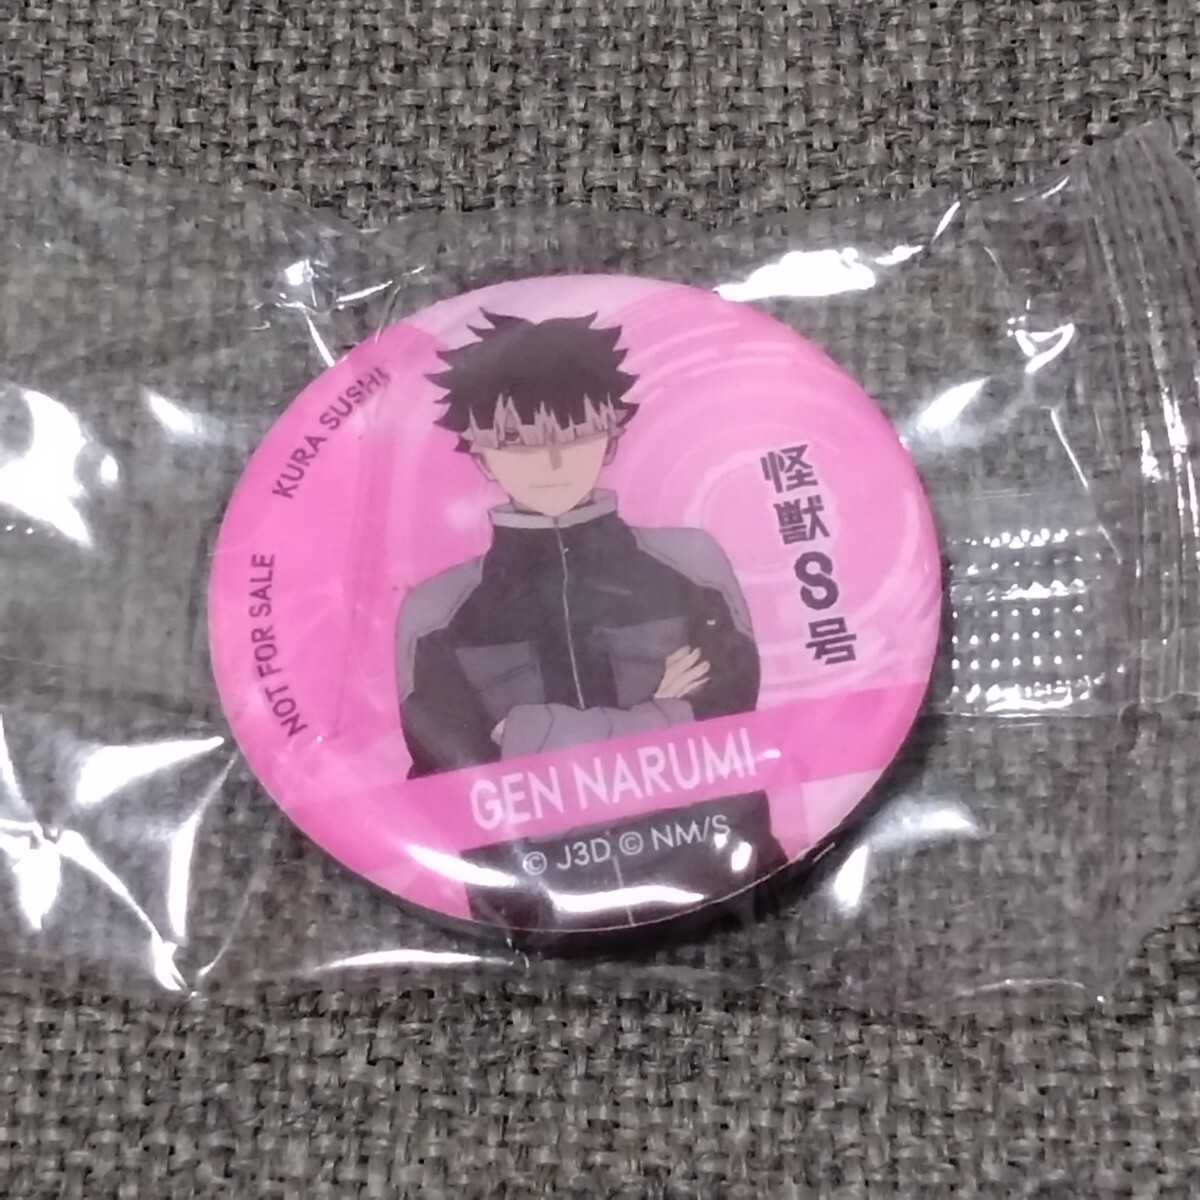 KURA SUSHI
NOT FOR SALE
怪獣8号
GEN NARUMI
© J3D © NM/S